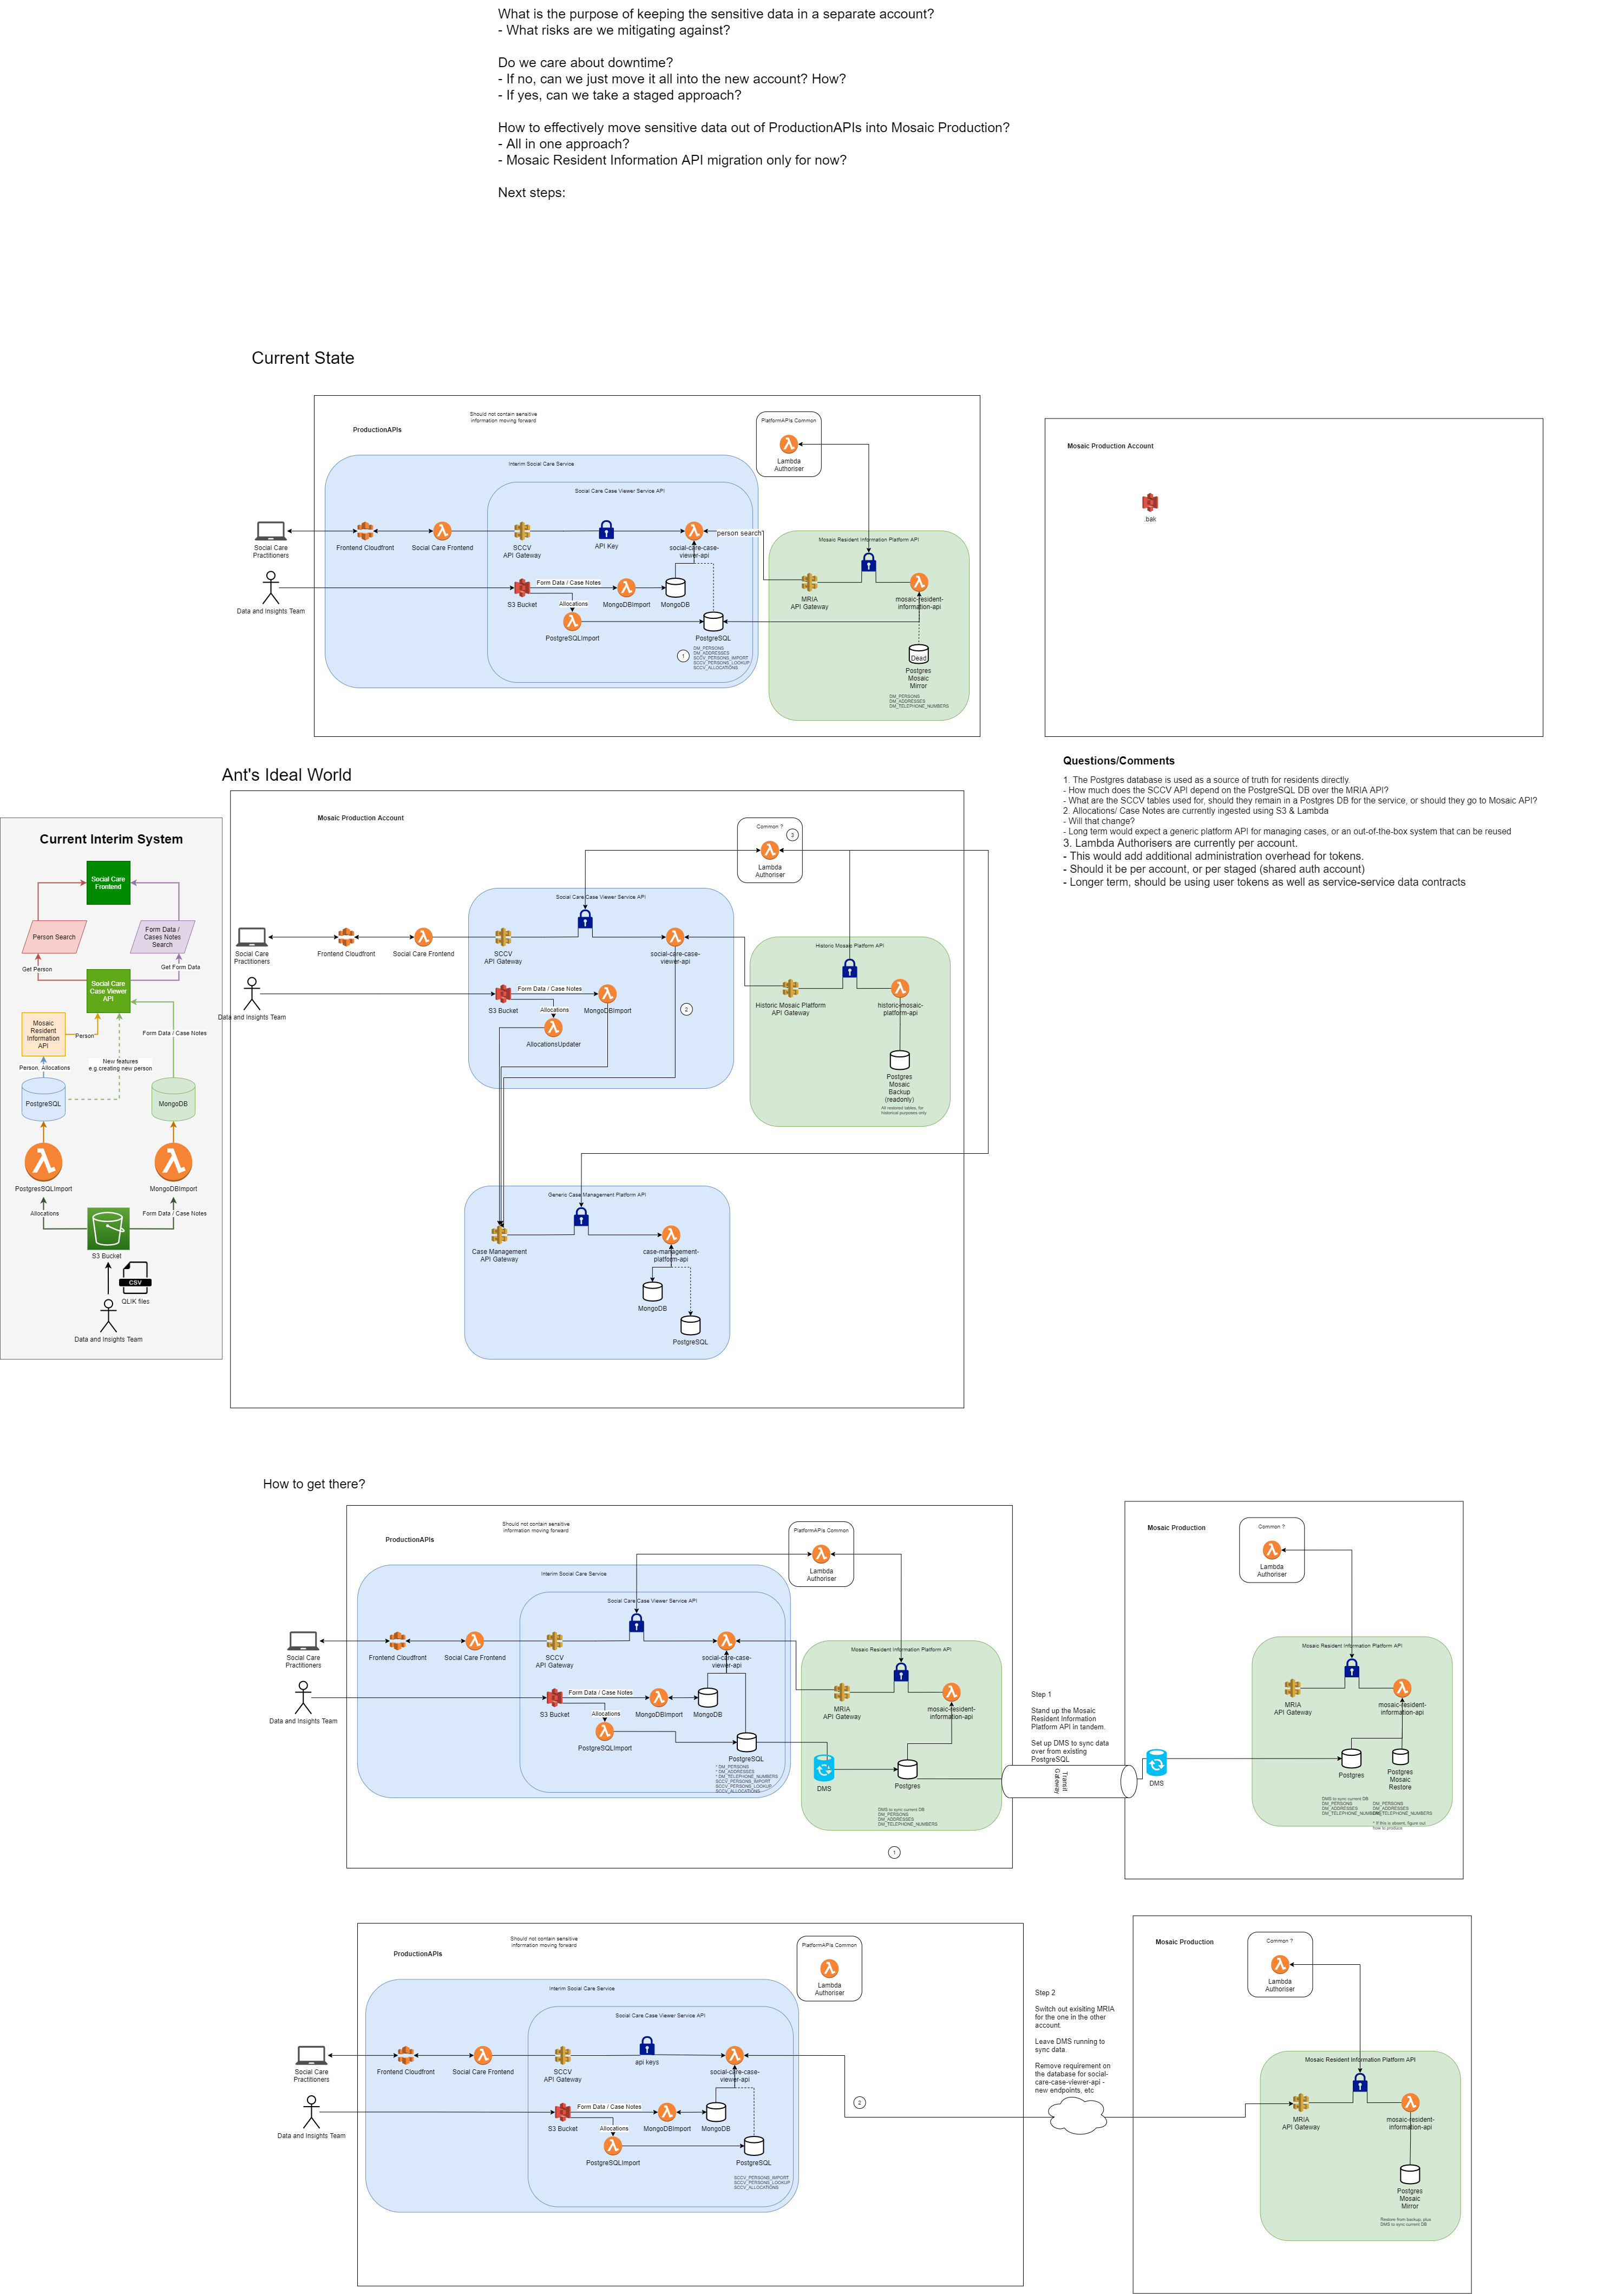 What is the purpose of keeping the sensitive data in a separate account?
- What risks are we mitigating against?
Do we care about downtime?
- If no, can we just move it all into the new account? How?
- If yes, can we take a staged approach?
How to effectively move sensitive data out of ProductionAPIs into Mosaic Production?
- All in one approach?
- Mosaic Resident Information API migration only for now?
Next steps:
Current State
Should not contain sensitive
information moving forward
ProductionAPIs
PlatformAPIs Common
Lambda
Authoriser
Interim Social Care Service
Social Care Case Viewer Service API
Social Care
Practitioners
Frontend Cloudfront
Social Care Frontend
SCCV
API Gateway
API Key
social-care-case-
viewer-api
person search
Data and Insights Team
S3 Bucket
Form Data / Case Notes
Allocations
MongoDBImport
MongoDB
PostgreSQLImport
PostgreSQL
1
DM_PERSONS
DM_ADDRESSES
SCCV_PERSONS_IMPORT
SCCV_PERSONS_LOOKUP
SCCV_ALLOCATIONS
Mosaic Resident Information Platform API
MRIA
API Gateway
mosaic-resident-
information-api
Dead
Postgres
Mosaic
Mirror
DM_PERSONS
DM_ADDRESSES
DM_TELEPHONE_NUMBERS
Mosaic Production Account
.bak
Questions/Comments
1. The Postgres database is used as a source of truth for residents directly.
- How much does the SCCV API depend on the PostgreSQL DB over the MRIA API?
- What are the SCCV tables used for, should they remain in a Postgres DB for the service, or should they go to Mosaic API?
2. Allocations/ Case Notes are currently ingested using S3 & Lambda
- Will that change?
- Long term would expect a generic platform API for managing cases, or an out-of-the-box system that can be reused
3. Lambda Authorisers are currently per account.
- This would add additional administration overhead for tokens.
- Should it be per account, or per staged (shared auth account)
- Longer term, should be using user tokens as well as service-service data contracts
Ant's Ideal World
Current Interim System
Social Care
Frontend
Person Search
Form Data /
Cases Notes
Search
Get Person
Get Form Data
Social Care
Case Viewer
API
Mosaic
Resident
Information
API
Person
Form Data / Case Notes
Person, Allocations
New features
e.g creating new person
PostgreSQL
MongoDB
PostgresSQLImport
MongoDBImport
Allocations
Form Data / Case Notes
S3 Bucket
CSV
QLIK files
Data and Insights Team
Mosaic Production Account
Common ?
3
Lambda
Authoriser
Social Care Case Viewer Service API
Social Care
Practitioners
Frontend Cloudfront
Social Care Frontend
SCCV
API Gateway
social-care-case-
viewer-api
Data and Insights Team
S3 Bucket
Form Data / Case Notes
Allocations
MongoDBImport
2
AllocationsUpdater
Historic Mosaic Platform API
Historic Mosaic Platform
API Gateway
historic-mosaic-
platform-api
Postgres
Mosaic
Backup
(readonly)
All restored tables, for
historical purposes only
Generic Case Management Platform API
Case Management
API Gateway
case-management-
platform-api
MongoDB
PostgreSQL
How to get there?
Should not contain sensitive
information moving forward
ProductionAPIs
PlatformAPIs Common
Lambda
Authoriser
Interim Social Care Service
Social Care Case Viewer Service API
Social Care
Practitioners
Frontend Cloudfront
Social Care Frontend
SCCV
API Gateway
social-care-case-
viewer-api
Data and Insights Team
S3 Bucket
Form Data / Case Notes
Allocations
MongoDBImport
MongoDB
PostgreSQLImport
PostgreSQL
* DM_PERSONS
* DM_ADDRESSES
* DM_TELEPHONE_NUMBERS
SCCV_PERSONS_IMPORT
SCCV_PERSONS_LOOKUP
SCCV_ALLOCATIONS
Mosaic Resident Information Platform API
MRIA
API Gateway
mosaic-resident-
information-api
DMS
Postgres
DMS to sync current DB
DM_PERSONS
DM_ADDRESSES
DM_TELEPHONE_NUMBERS
1
Step 1
Stand up the Mosaic
Resident Information
Platform API in tandem.
Set up DMS to sync data
over from existing
PostgreSQL
Transit
Gateway
DMS
Mosaic Production
Common ?
Lambda
Authoriser
Mosaic Resident Information Platform API
MRIA
API Gateway
mosaic-resident-
information-api
Postgres
Postgres
Mosaic
Restore
DMS to sync current DB
DM_PERSONS
DM_ADDRESSES
DM_TELEPHONE_NUMBERS
DM_PERSONS
DM_ADDRESSES
DM_TELEPHONE_NUMBERS
* If this is absent, figure out
how to produce
Should not contain sensitive
information moving forward
ProductionAPIs
PlatformAPIs Common
Lambda
Authoriser
Interim Social Care Service
Social Care Case Viewer Service API
Social Care
Practitioners
Frontend Cloudfront
Social Care Frontend
SCCV
API Gateway
api keys
social-care-case-
viewer-api
Data and Insights Team
S3 Bucket
Form Data / Case Notes
Allocations
MongoDBImport
MongoDB
PostgreSQLImport
PostgreSQL
SCCV_PERSONS_IMPORT
SCCV_PERSONS_LOOKUP
SCCV_ALLOCATIONS
2
Step 2
Switch out exisiting MRIA
for the one in the other
account.
Leave DMS running to
sync data.
Remove requirement on
the database for social-
care-case-viewer-api -
new endpoints, etc
Mosaic Production
Common ?
Lambda
Authoriser
Mosaic Resident Information Platform API
MRIA
API Gateway
mosaic-resident-
information-api
Postgres
Mosaic
Mirror
Restore from backup, plus
DMS to sync current DB